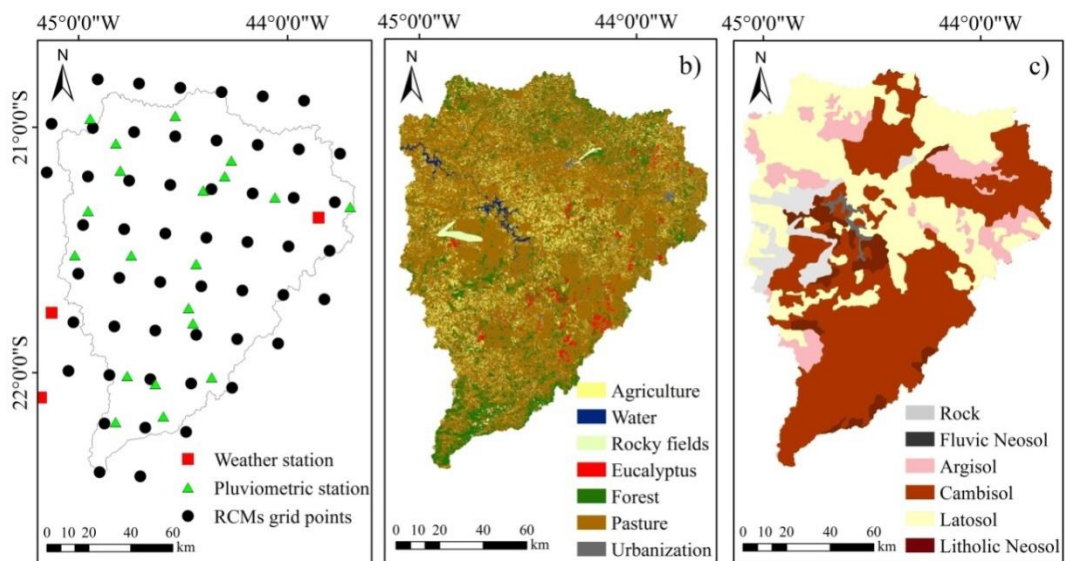 45°0'0"W 44°0'0"W
45°0'0"W 44°0'0"W
45°0'0"W 44°0'0"W
N
21°0'0"S
22°0'0"S
Weather station
Pluviometric station
RCMs grid points
0 10 20 40 60
km
N
b)
Agriculture
Water
Rocky fields
Eucalyptus
Forest
Pasture
Urbanization
0 10 20 40 60
km
N
c)
Rock
Fluvic Neosol
Argisol
Cambisol
Latosol
Litholic Neosol
0 10 20 40 60
km